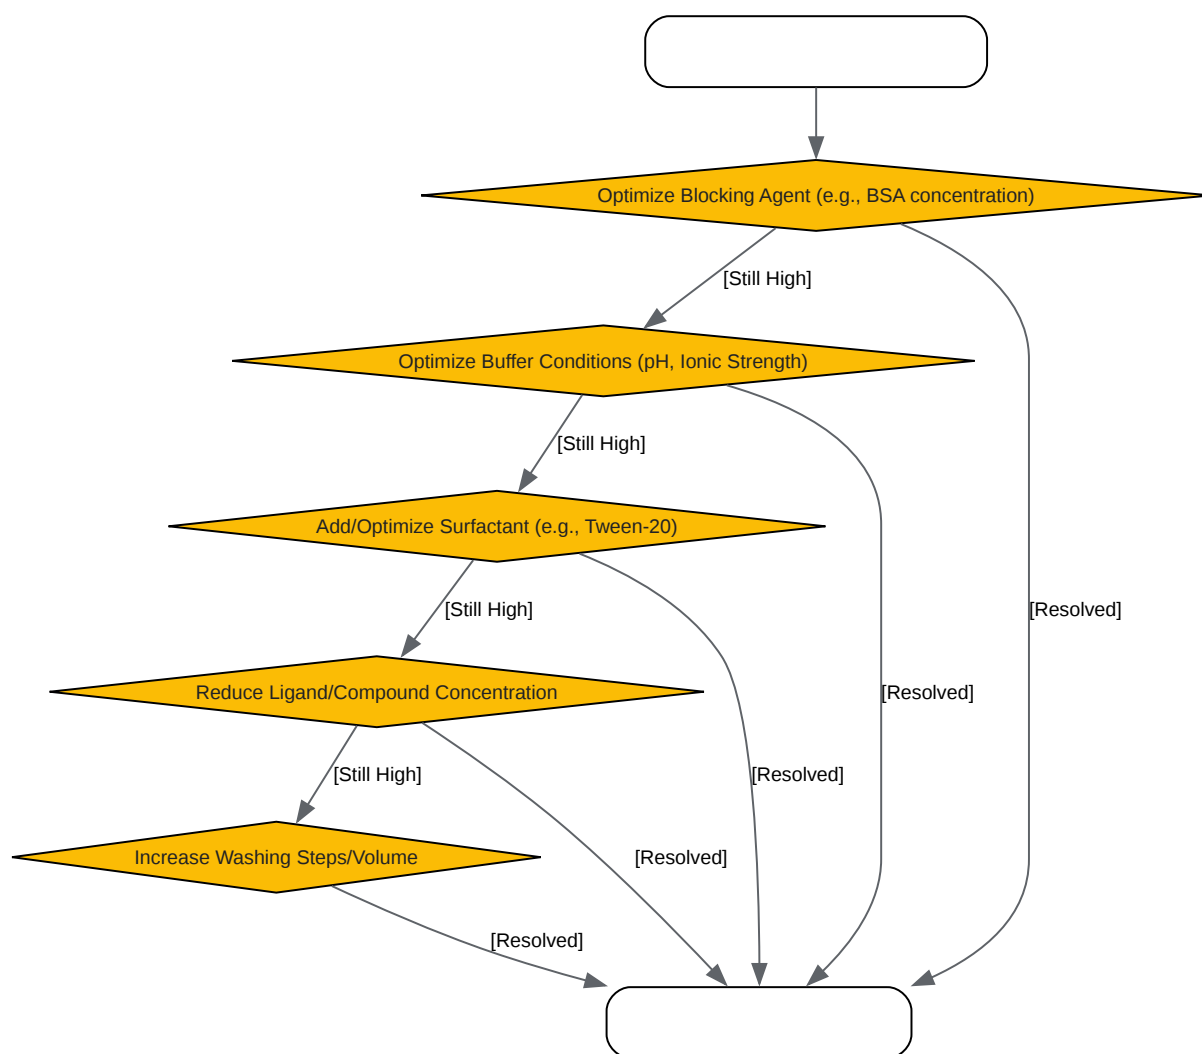 Optimize Blocking Agent (e.g., BSA concentration)
[Still High]
Optimize Buffer Conditions (pH, Ionic Strength)
[Still High]
Add/Optimize Surfactant (e.g., Tween-20)
[Still High]
[Resolved]
Reduce Ligand/Compound Concentration
[Resolved]
[Still High]
[Resolved]
Increase Washing Steps/Volume
[Resolved]
[Resolved]